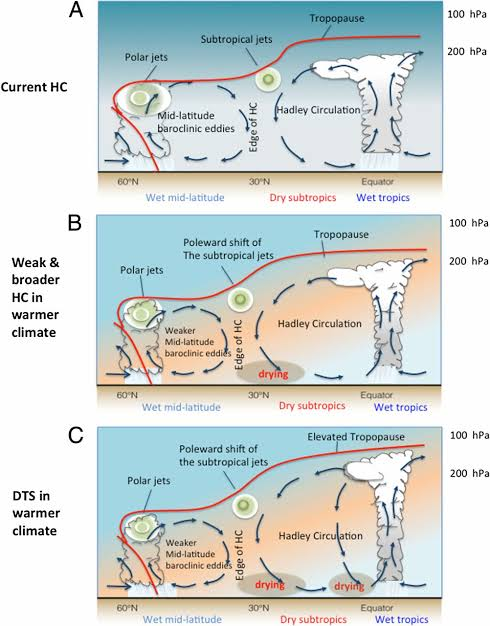 A
100 hPa
Tropopause
Subtropical jets
200 hPa
Polar jets
Current HC
Mid-latitude
baroclinic eddies
Edge of HC
Hadley Circulation
60°N
30°N
Equator
Wet mid-latitude
Dry subtropics
Wet tropics
B
100 hPa
Tropopause
Poleward shift of
The subtropical jets
200 hPa
Polar jets
Weak &
broader
HC in
warmer
climate
Weaker
Mid-latitude
baroclinic eddies
Edge of HC
Hadley Circulation
drying
60°N
30°N
Equator
Wet mid-latitude
Dry subtropics
Wet tropics
C
100 hPa
Elevated Tropopause
Poleward shift of
the subtropical jets
200 hPa
Polar jets
DTS in
warmer
climate
Weaker
Mid-latitude
baroclinic eddies
Edge of HC
Hadley Circulation
drying
drying
60°N
30°N
Equator
Wet mid-latitude
Dry subtropics
Wet tropics